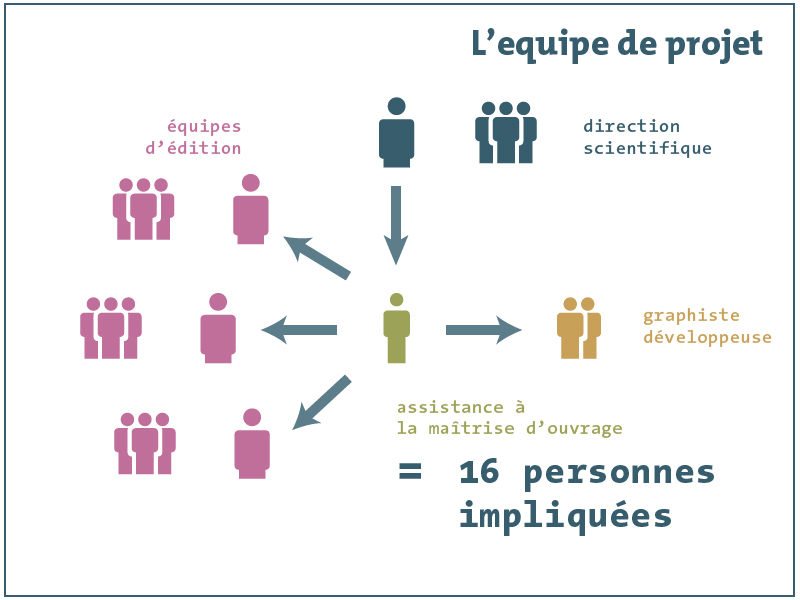 L’equipe de projet
équipes
d’édition
direction
scientifique
graphiste
développeuse
assistance à
la maîtrise d’ouvrage
= 16 personnes
impliquées